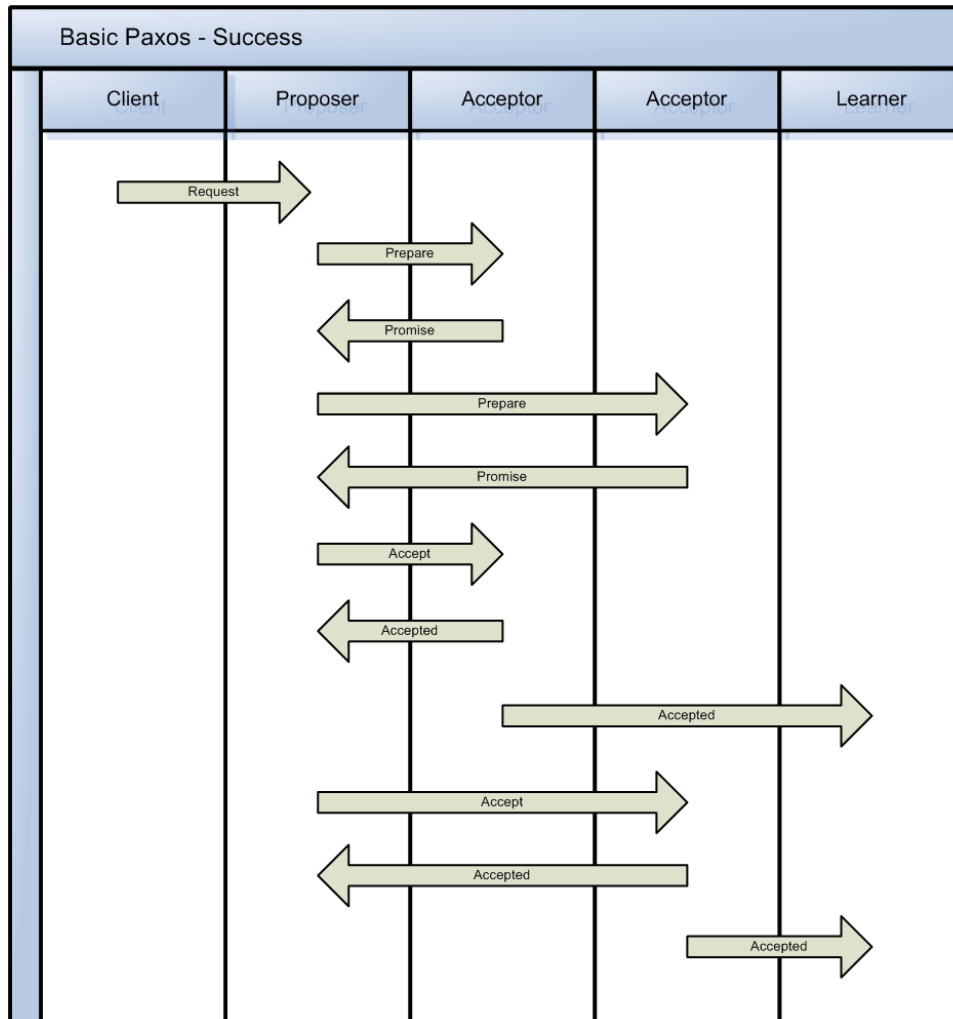 Basic Paxos - Success
Client
Proposer
Acceptor
Acceptor
Learner
Request
Prepare
Promise
Prepare
Promise
Accept
Accepted
Accepted
Accept
Accepted
Accepted